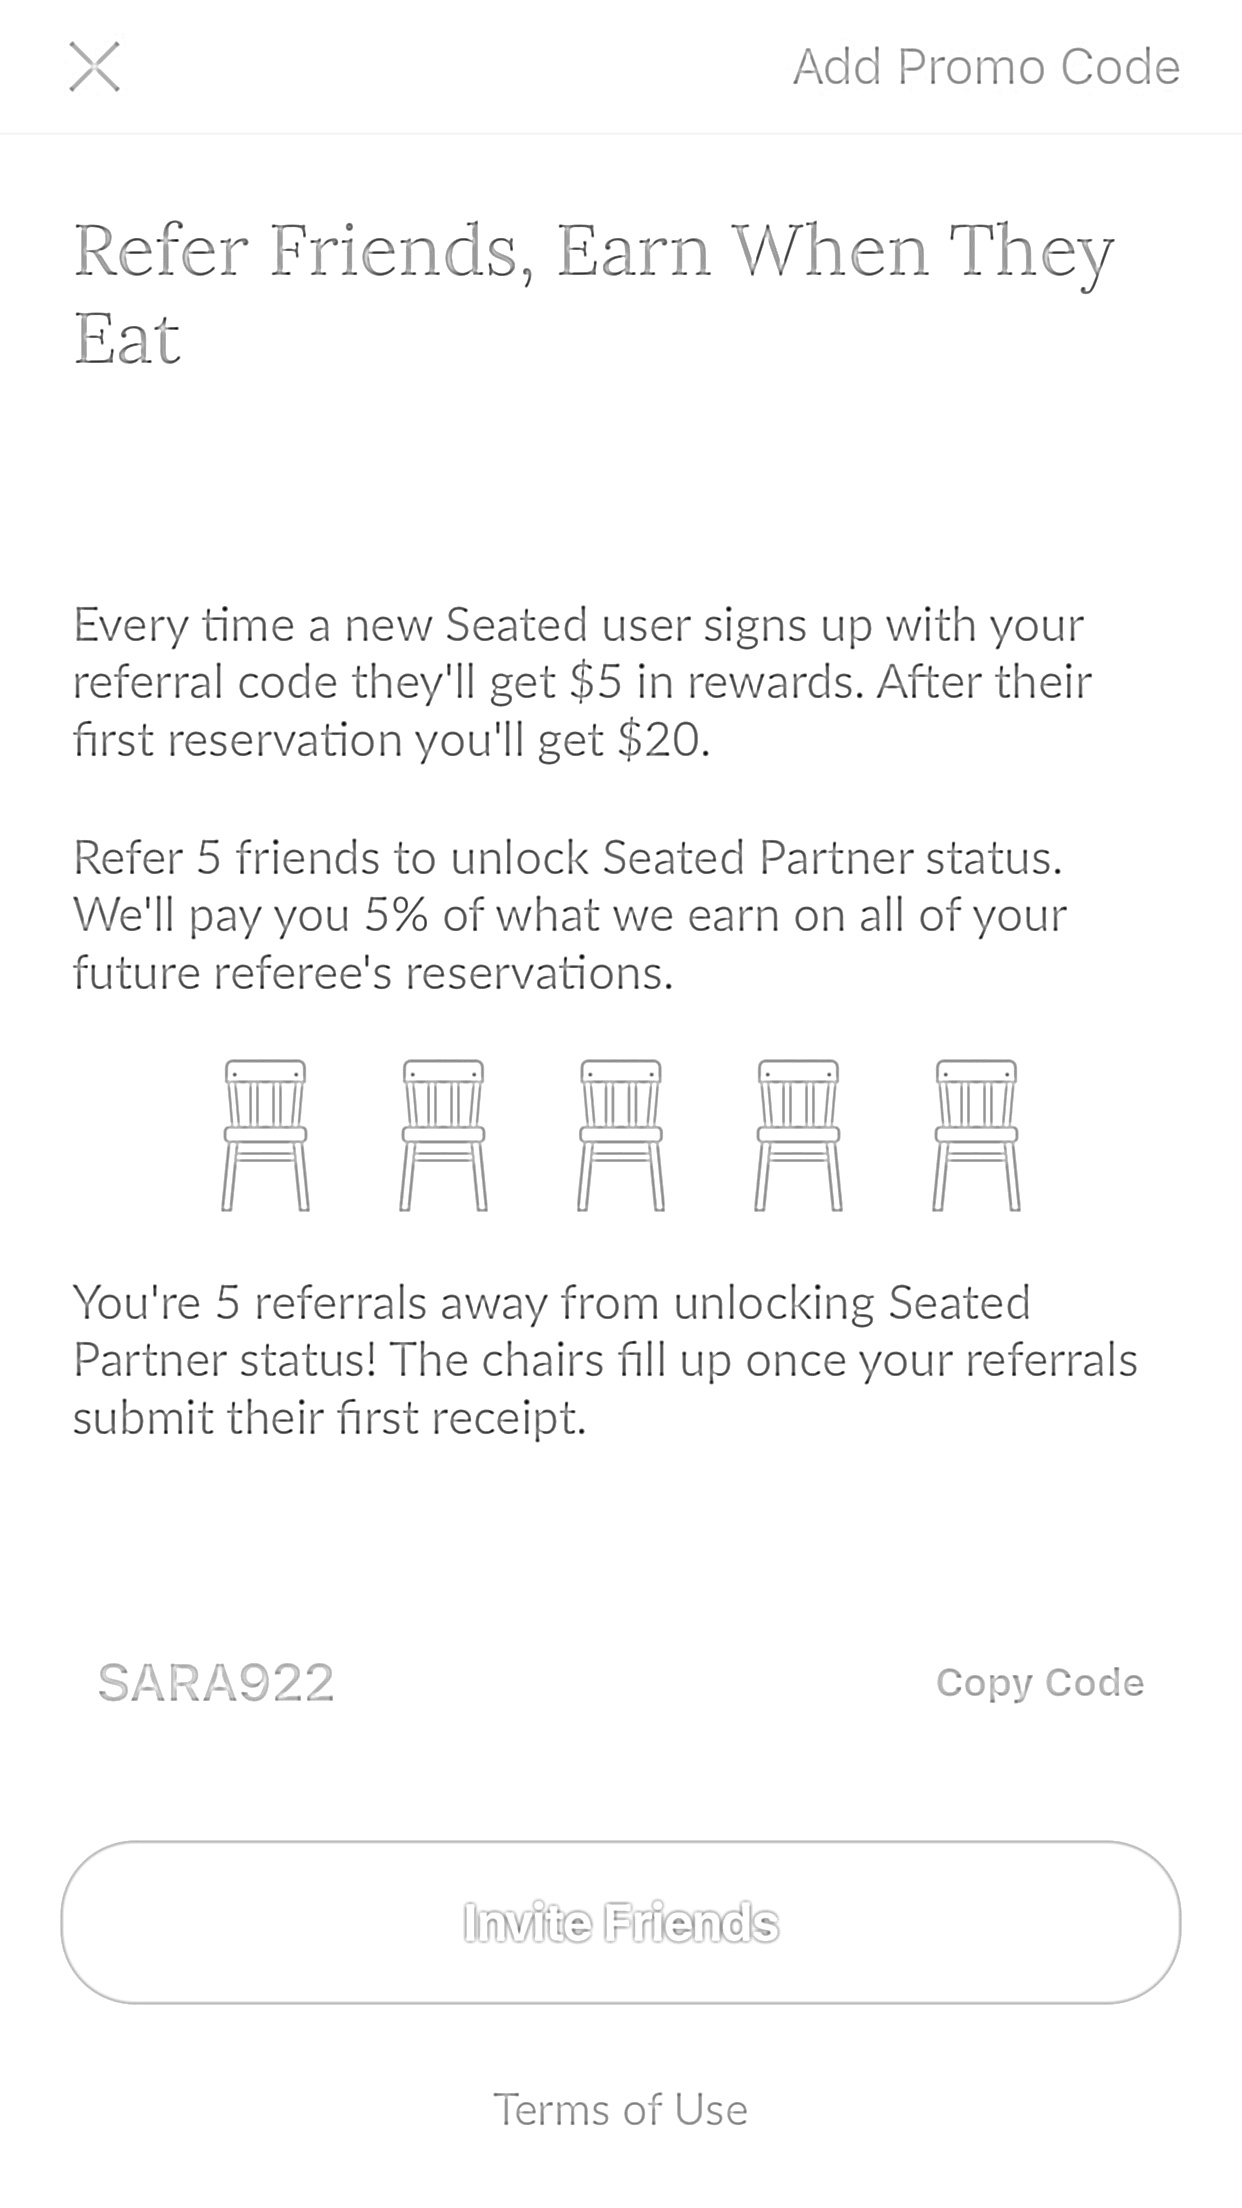 Add Promo Code
Refer Friends, Earn When They
Eat
Every time a new Seated user signs up with your
referral code they'll get $5 in rewards. After their
first reservation you'll get $20.
Refer 5 friends to unlock Seated Partner status.
We'll pay you 5% of what we earn on all of your
future referee's reservations.
You're 5 referrals away from unlocking Seated
Partner status! The chairs fill up once your referrals
submit their first receipt.
SARA922
Copy Code
Invite Friends
Terms of Use